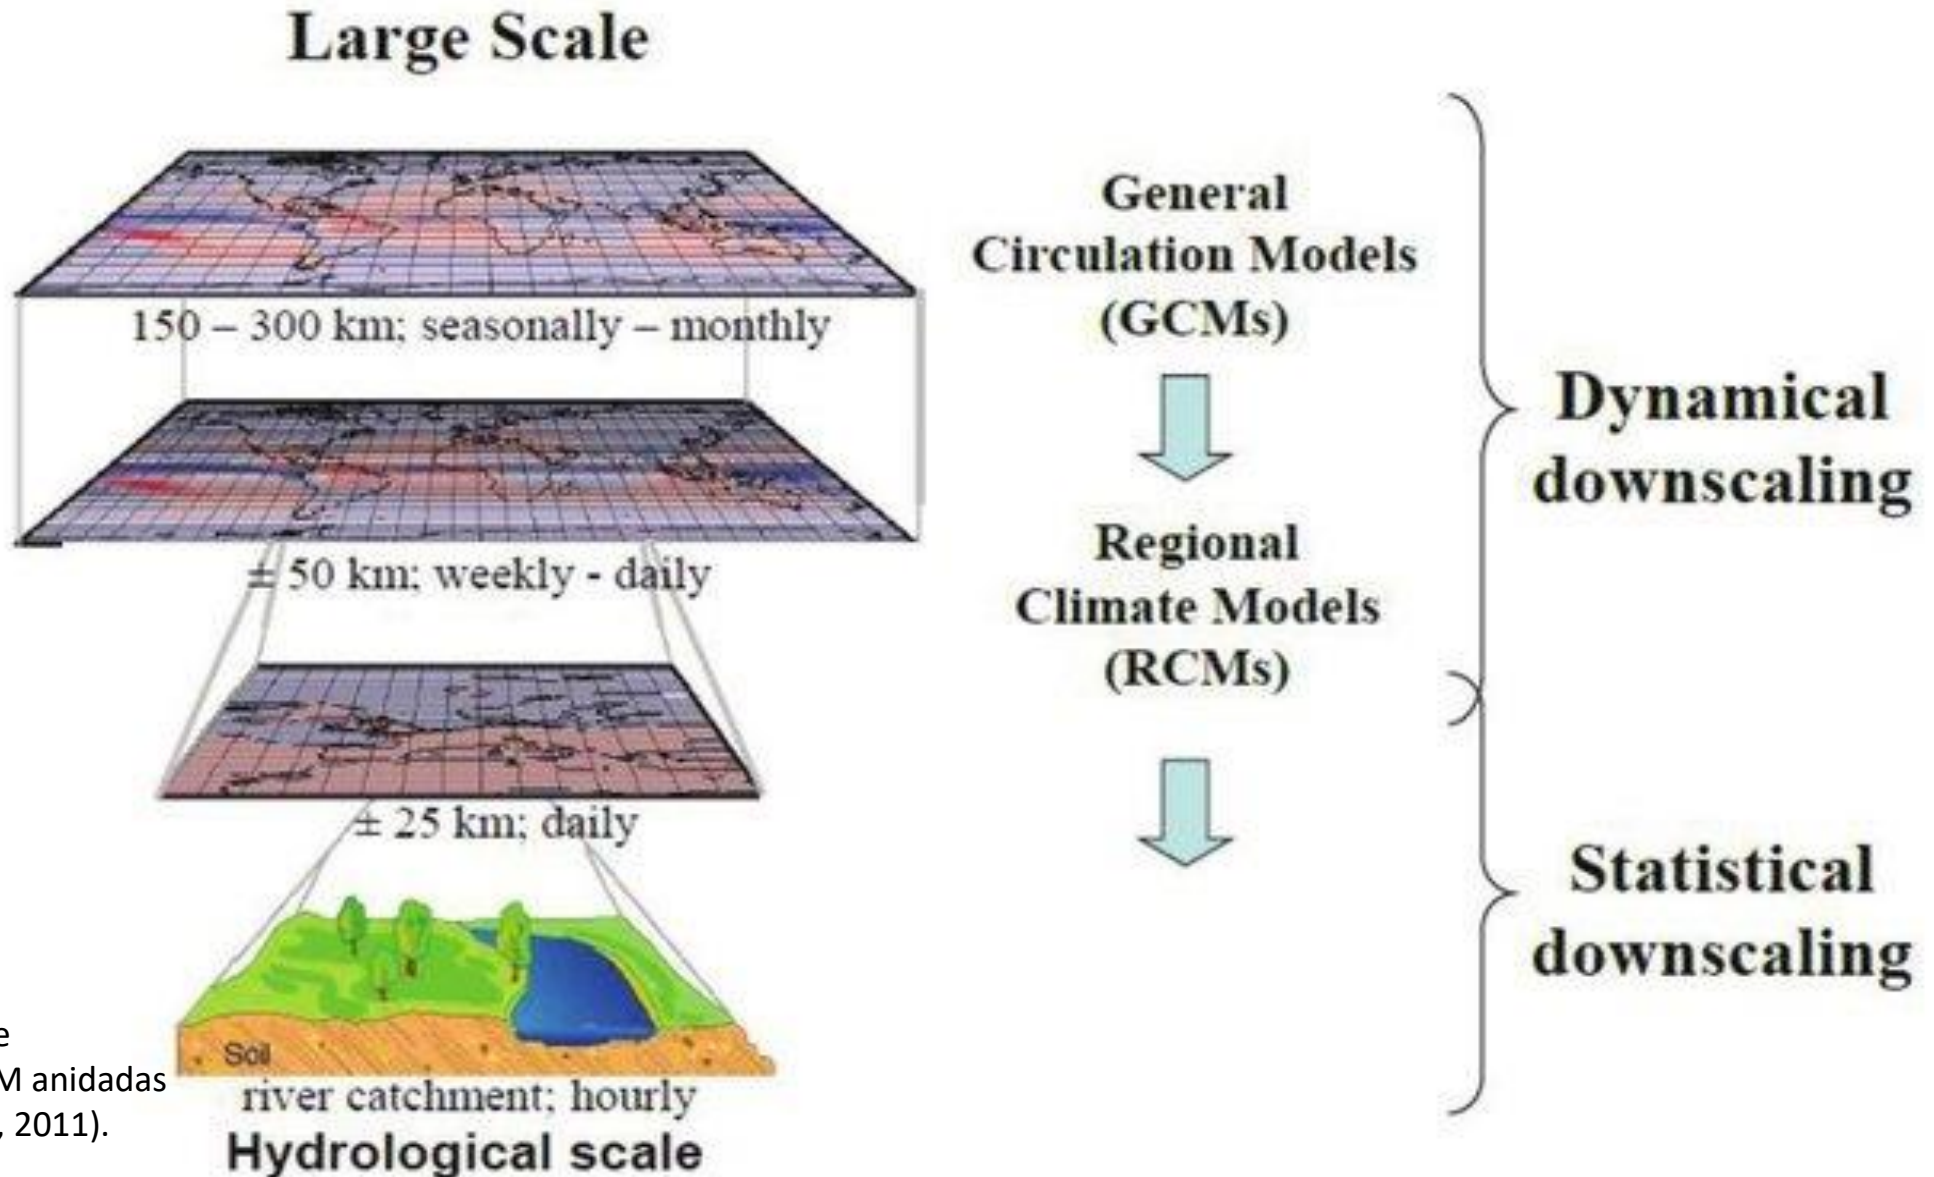 Large Scale
150 – 300 km; seasonally – monthly
± 50 km; weekly - daily
± 25 km; daily
Soil
river catchment; hourly
Hydrological scale
General
Circulation Models
(GCMs)
Regional
Climate Models
(RCMs)
Dynamical
downscaling
Statistical
downscaling
e
M anidadas
, 2011).